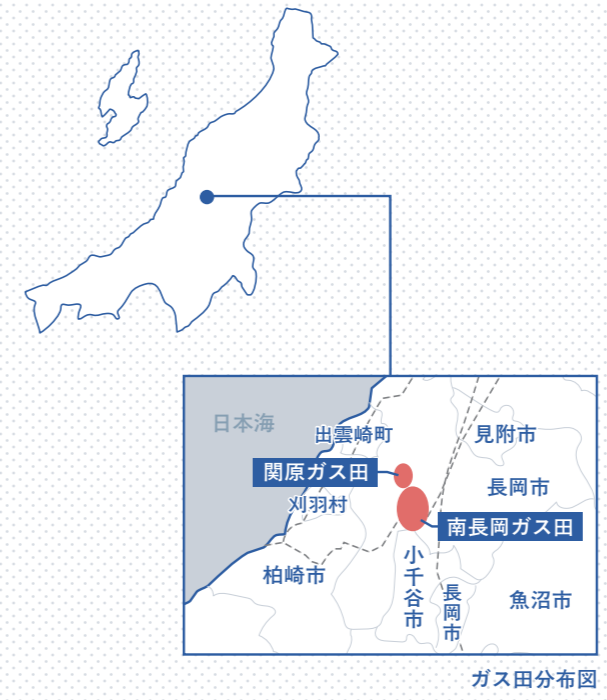 日本海
出雲崎町
見附市
関原ガス田
長岡市
刈羽村
南長岡ガス田
柏崎市
小千谷市
長岡市
魚沼市
ガス田分布図